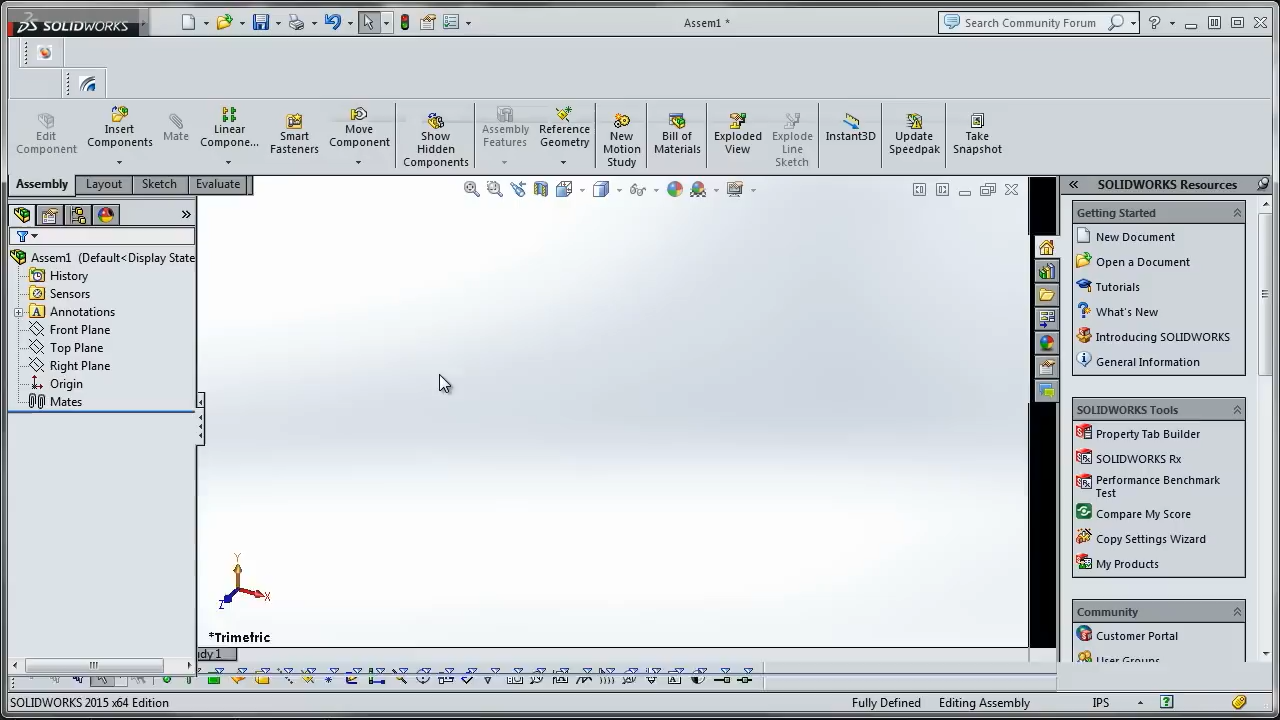 SOLIDWORKS
Assem1 *
Search Community Forum
Edit
Component
Insert
Components
Mate
Linear
Compone...
Smart
Fasteners
Move
Component
Show
Hidden
Components
Assembly
Features
Reference
Geometry
New
Motion
Study
Bill of
Materials
Exploded
View
Explode
Line
Sketch
Instant3D
Update
Speedpak
Take
Snapshot
Assembly
Layout
Sketch
Evaluate
Assem1 (Default<Display State
History
Sensors
Annotations
Front Plane
Top Plane
Right Plane
Origin
Mates
Y
X
Z
*Trimetric
dy 1
SOLIDWORKS Resources
Getting Started
New Document
Open a Document
Tutorials
What's New
Introducing SOLIDWORKS
General Information
SOLIDWORKS Tools
Property Tab Builder
SOLIDWORKS Rx
Performance Benchmark
Test
Compare My Score
Copy Settings Wizard
My Products
Community
Customer Portal
User Groups
SOLIDWORKS 2015 x64 Edition
Fully Defined
Editing Assembly
IPS